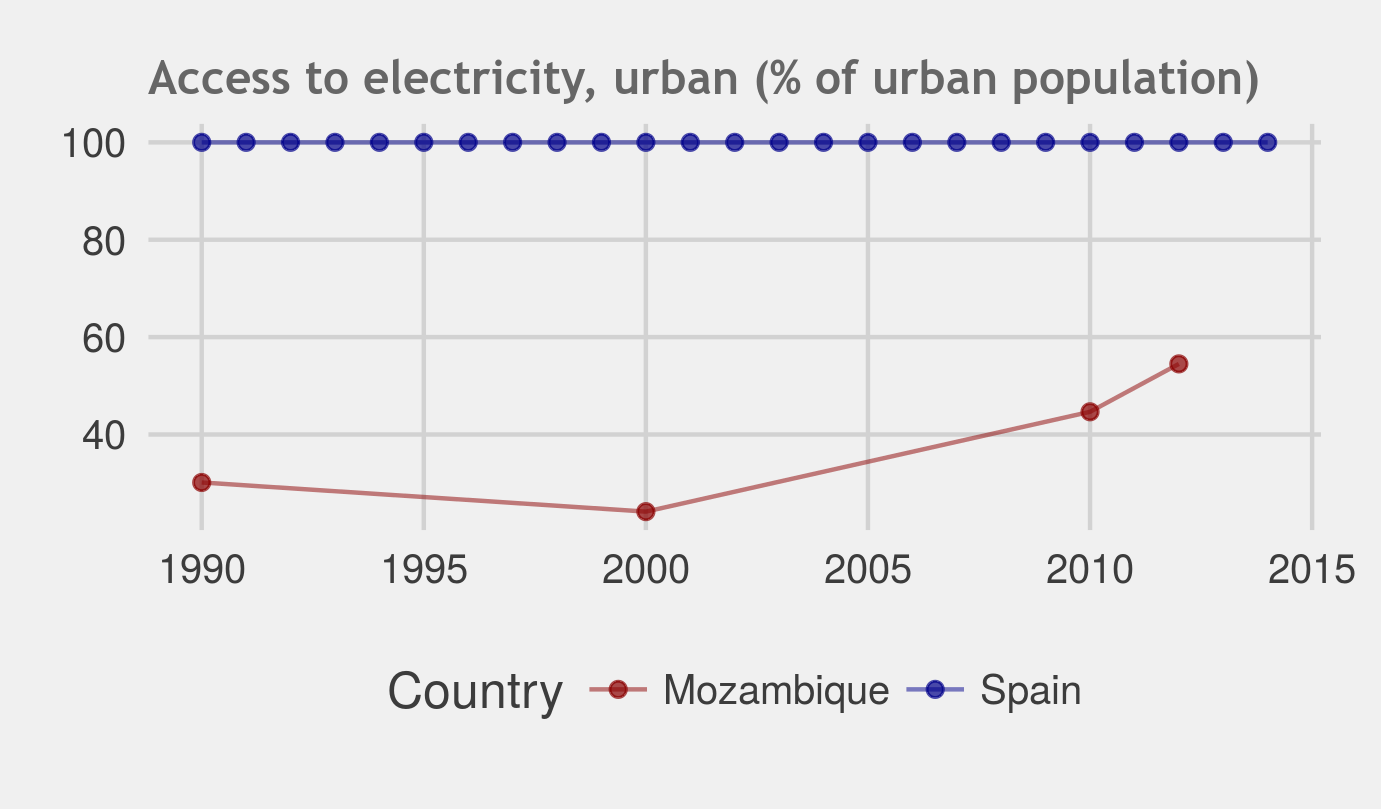 Access to electricity, urban (% of urban population)
100
80
60
40
1990 1995 2000 2005 2010 2015
Country Mozambique Spain